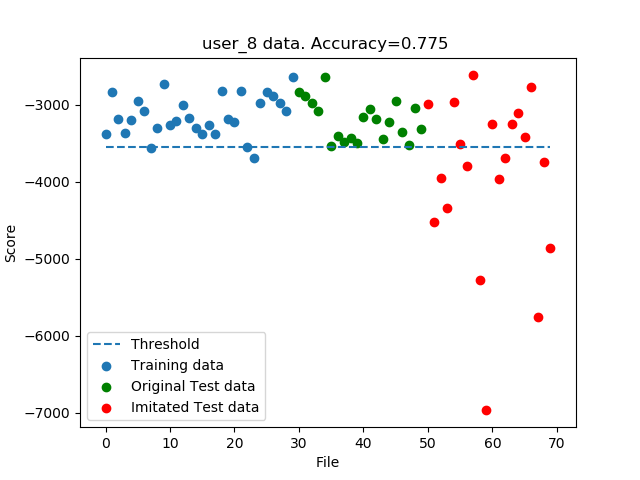 user_8 data. Accuracy=0.775
Score
−3000
−4000
−5000
−6000
−7000
Threshold
Training data
Original Test data
Imitated Test data
0 10 20 30 40 50 60 70
File